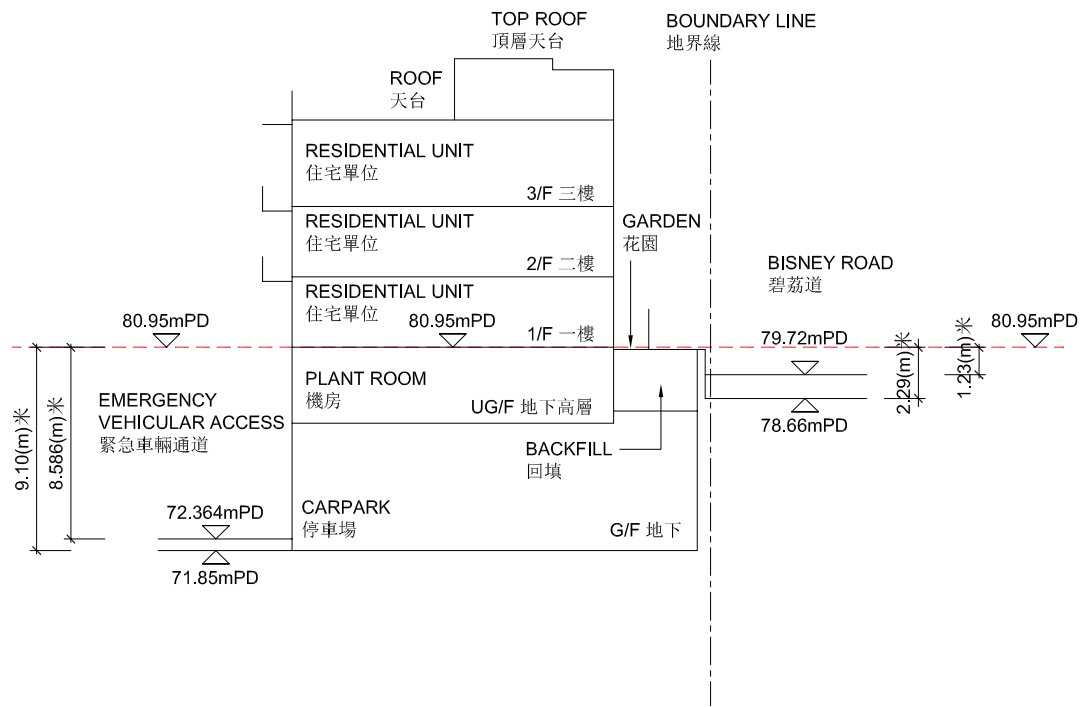 TOP ROOF
頂層天台
BOUNDARY LINE
地界線
ROOF
天台
RESIDENTIAL UNIT
住宅單位
3/F 三樓
RESIDENTIAL UNIT
住宅單位
2/F 二樓
GARDEN
花園
BISNEY ROAD
碧荔道
RESIDENTIAL UNIT
住宅單位
1/F 一樓
80.95mPD
80.95mPD
79.72mPD
80.95mPD
PLANT ROOM
機房
UG/F 地下高層
EMERGENCY
VEHICULAR ACCESS
緊急車輛通道
9.10(m)米
8.586(m)米
2.29(m)米
1.23(m)米
78.66mPD
BACKFILL
回填
CARPARK
停車場
G/F 地下
72.364mPD
71.85mPD